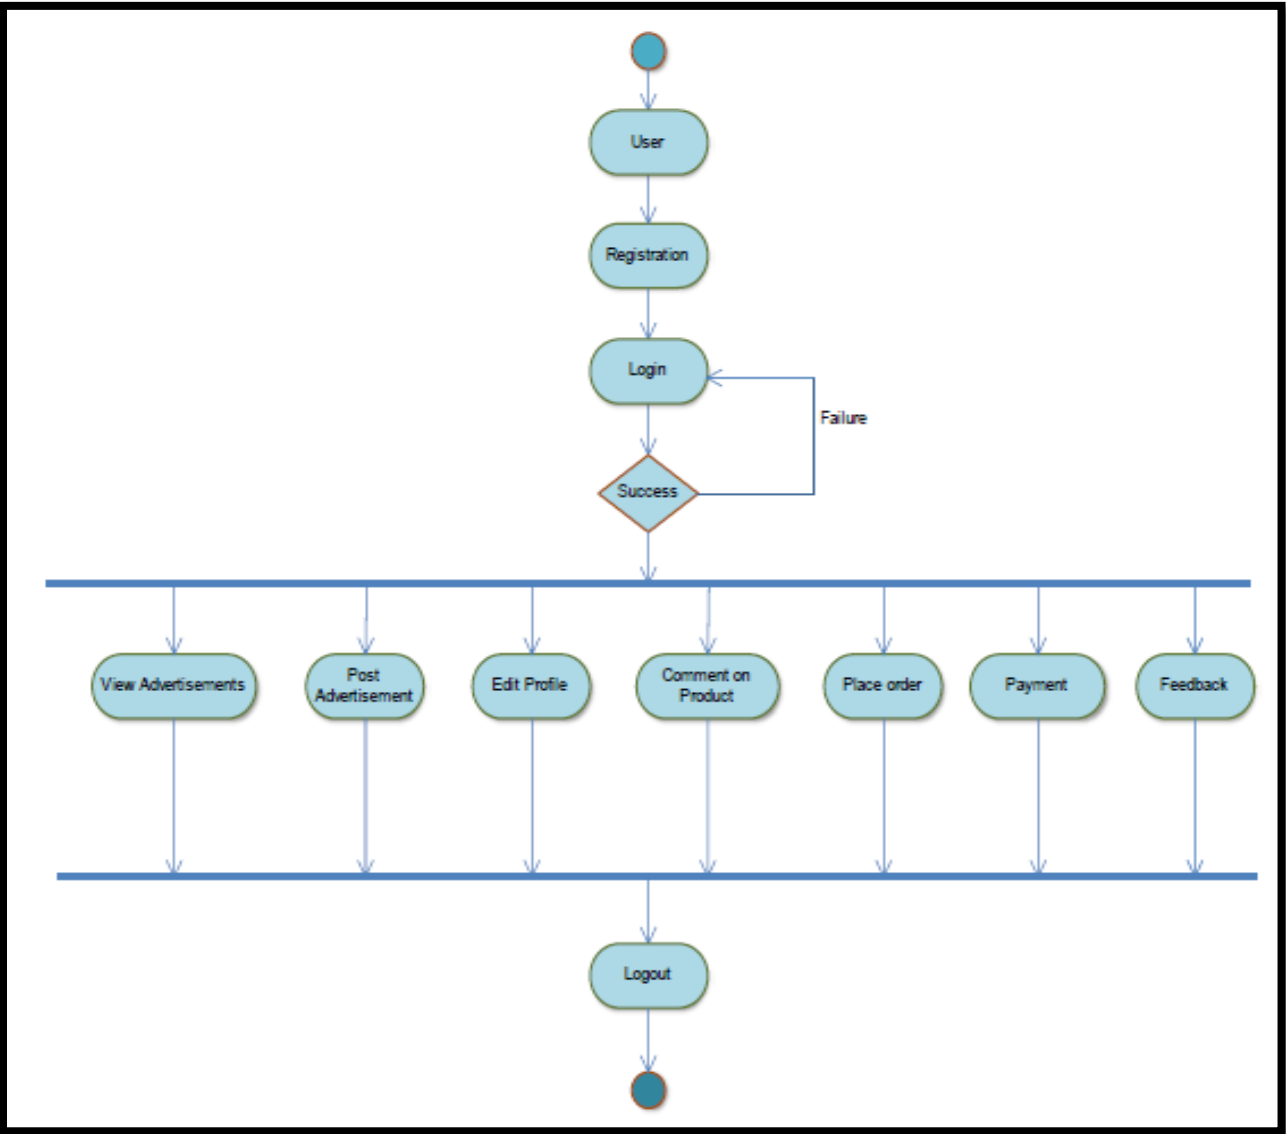 User
Registration
Login
Failure
Success
View Advertisements
Post
Advertisement
Edit Profile
Comment on
Product
Place order
Payment
Feedback
Logout